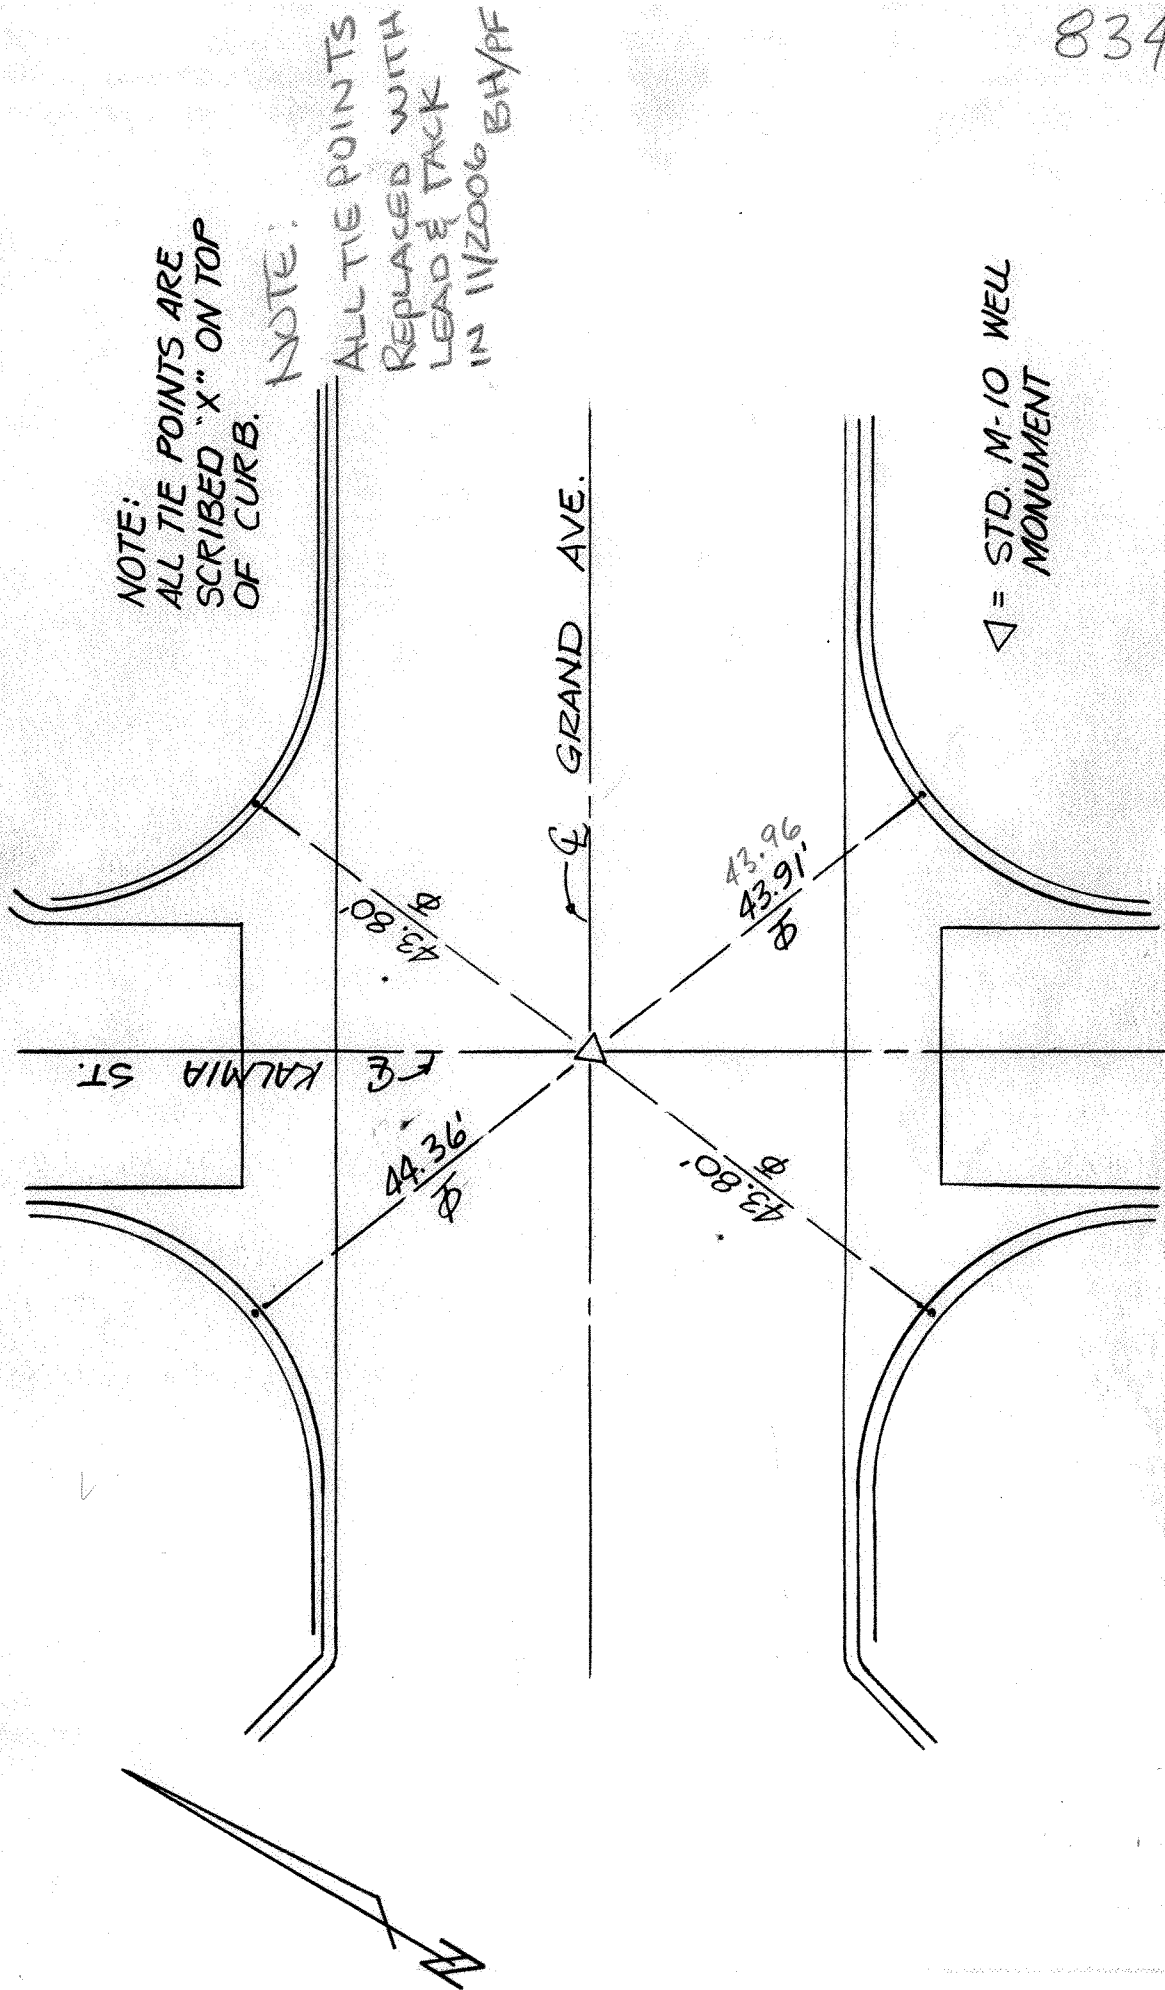 834
NOTE:
ALL TIE POINTS ARE
SCRIBED "X" ON TOP
OF CURB.
NOTE:
ALL TIE POINTS
REPLACED WITH
LEAD & TACK
IN 11/2006 BH/PF
KALMIA ST.
℄
℄ GRAND AVE.
43.80'
44.36'
43.96
43.91'
43.80'
△ = STD. M-10 WELL
MONUMENT
N